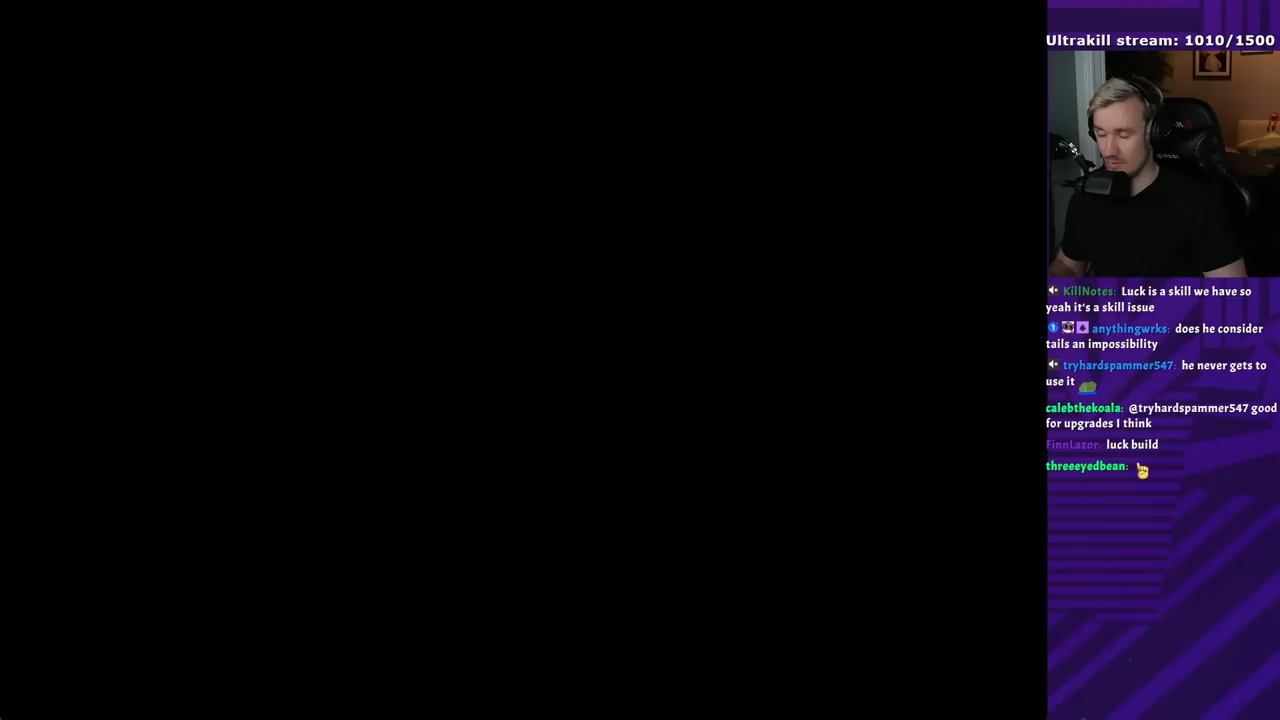 Ultrakill stream: 1010/1500
KillNotes: Luck is a skill we have so
yeah it's a skill issue
anythingwrks: does he consider
tails an impossibility
tryhardspammer547: he never gets to
use it
calebthekoala: @tryhardspammer547 good
for upgrades I think
FinnLazor: luck build
threeeyedbean: